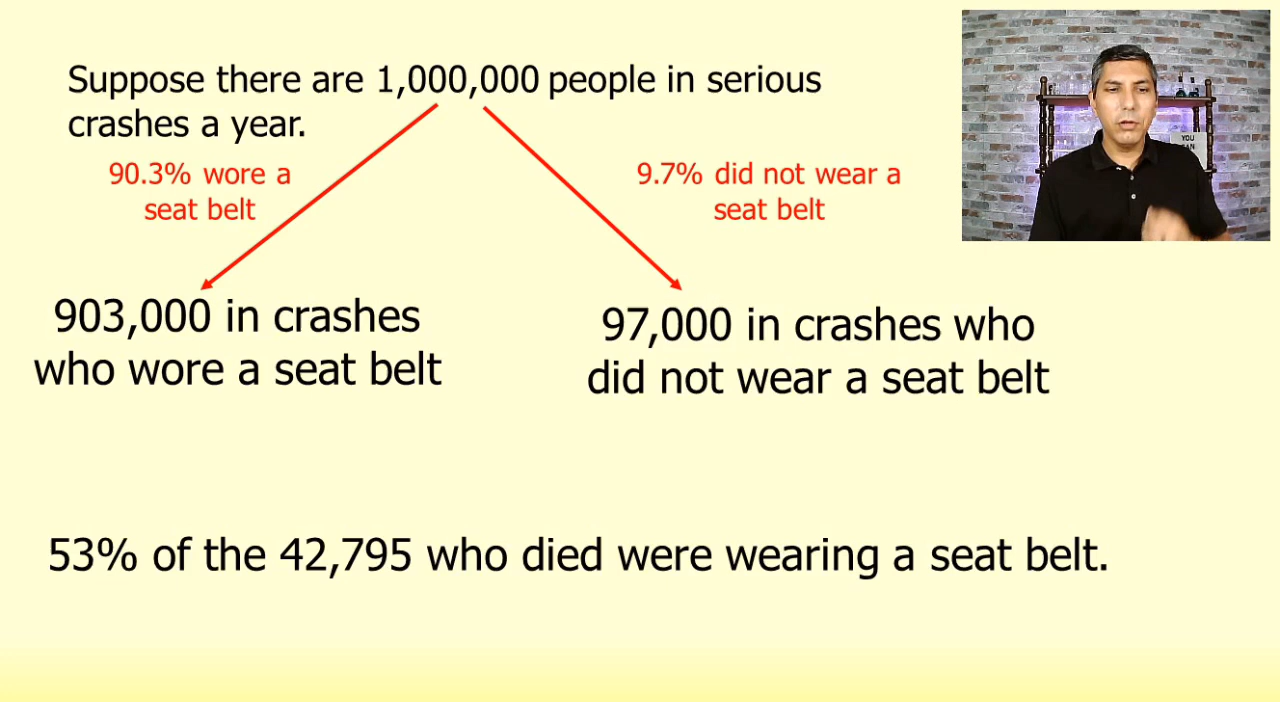 Suppose there are 1,000,000 people in serious
crashes a year.
90.3% wore a
seat belt
9.7% did not wear a
seat belt
903,000 in crashes
who wore a seat belt
97,000 in crashes who
did not wear a seat belt
53% of the 42,795 who died were wearing a seat belt.
YOU